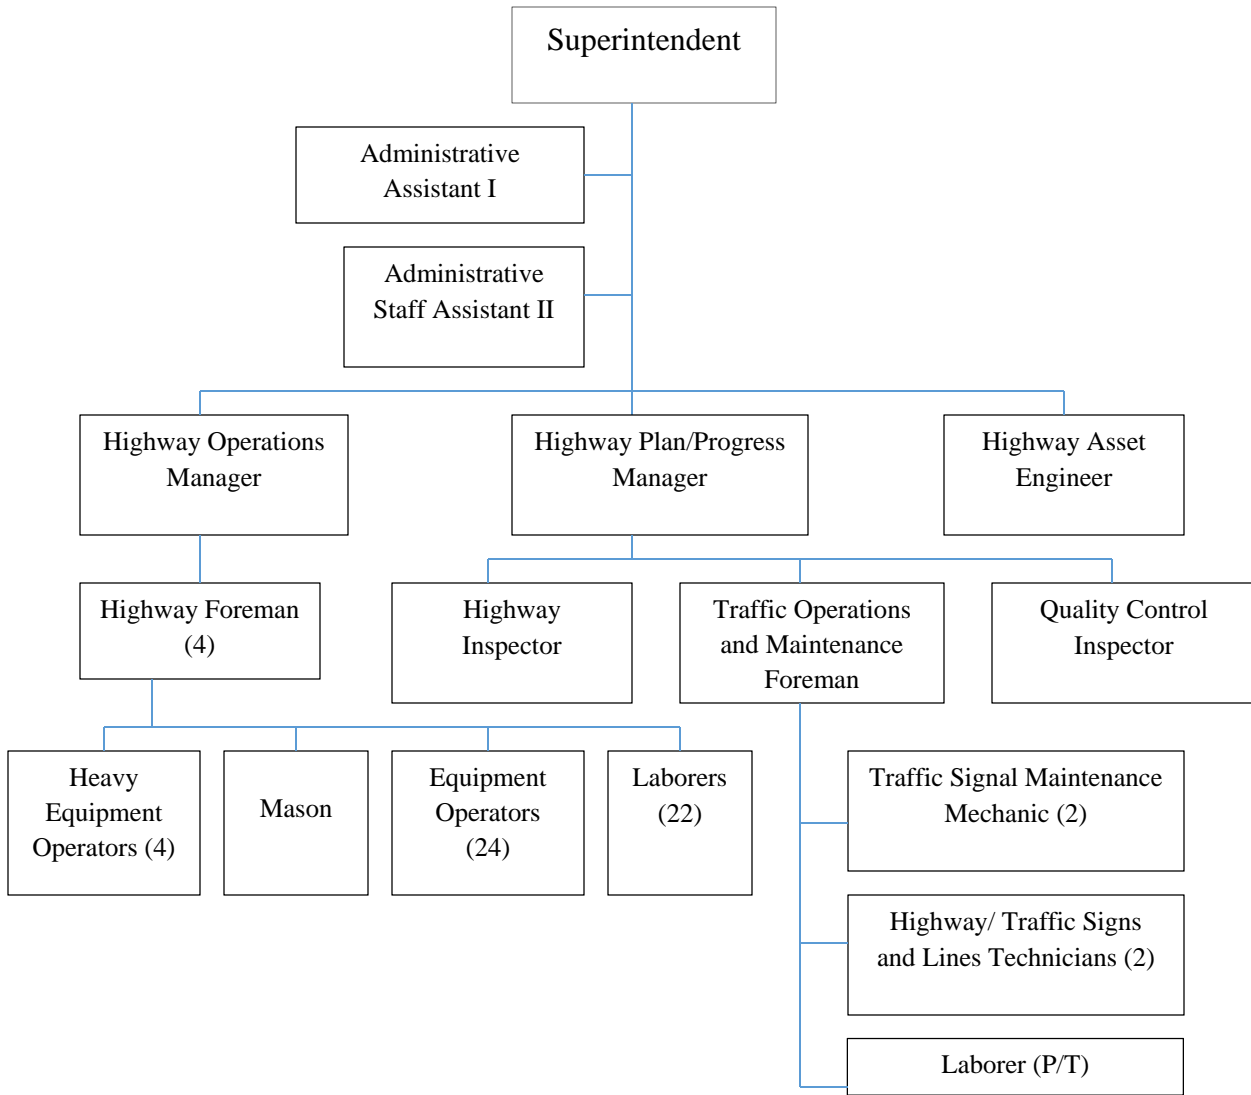 Superintendent
Administrative
Assistant I
Administrative
Staff Assistant II
Highway Operations
Manager
Highway Plan/Progress
Manager
Highway Asset
Engineer
Highway Foreman
(4)
Highway
Inspector
Traffic Operations
and Maintenance
Foreman
Quality Control
Inspector
Heavy
Equipment
Operators (4)
Mason
Equipment
Operators
(24)
Laborers
(22)
Traffic Signal Maintenance
Mechanic (2)
Highway/ Traffic Signs
and Lines Technicians (2)
Laborer (P/T)